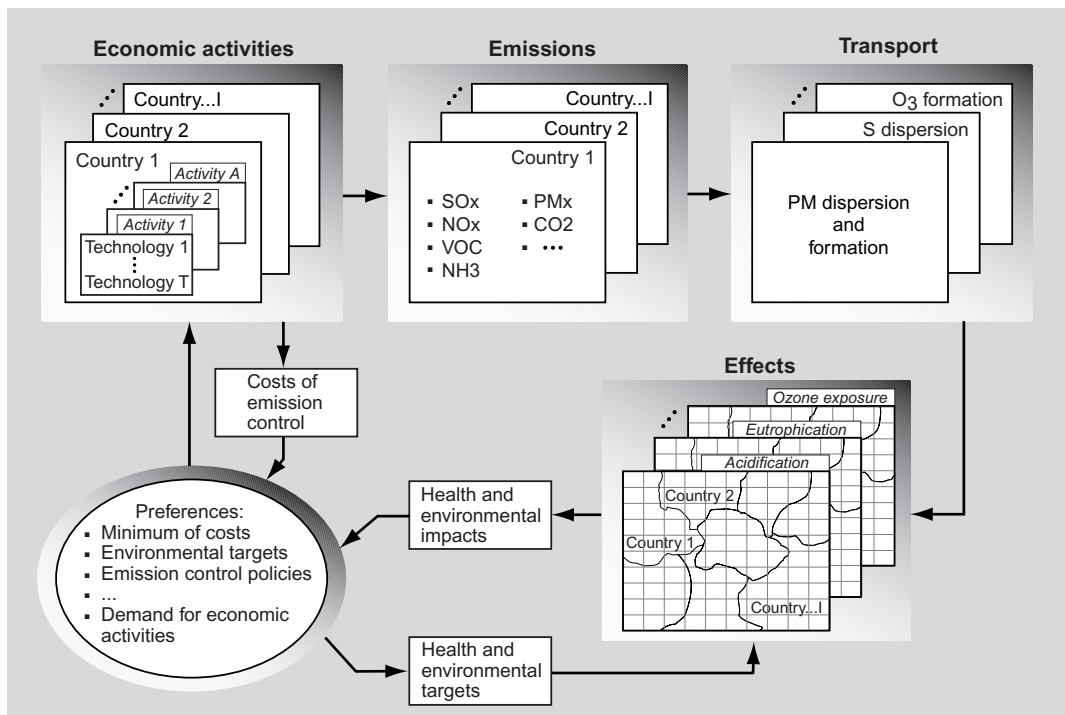 Economic activities
Country...I
Country 2
Country 1
Activity A
Activity 2
Activity 1
Technology 1
Technology T
Emissions
Country...I
Country 2
Country 1
▪ SOx
▪ NOx
▪ VOC
▪ NH3
▪ PMx
▪ CO2
▪ •••
Transport
O3 formation
S dispersion
PM dispersion
and
formation
Costs of
emission
control
Effects
Ozone exposure
Eutrophication
Acidification
Country 2
Country 1
Country...I
Health and
environmental
impacts
Preferences:
▪ Minimum of costs
▪ Environmental targets
▪ Emission control policies
▪ ...
▪ Demand for economic
activities
Health and
environmental
targets